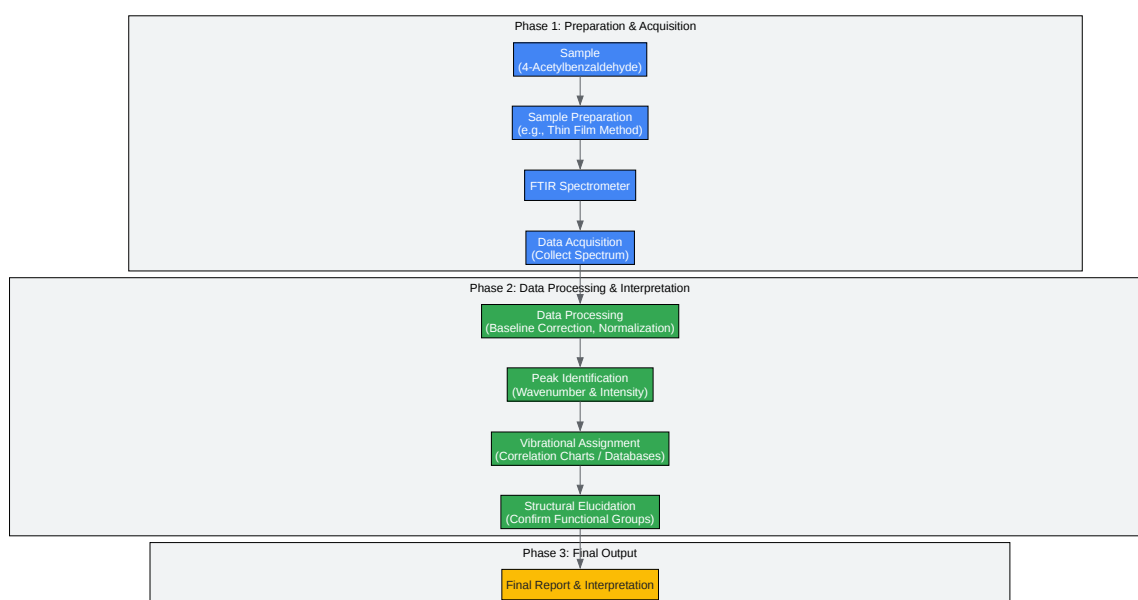 Phase 1: Preparation & Acquisition
Sample
(4-Acetylbenzaldehyde)
Sample Preparation
(e.g., Thin Film Method)
FTIR Spectrometer
Data Acquisition
(Collect Spectrum)
Phase 2: Data Processing & Interpretation
Data Processing
(Baseline Correction, Normalization)
Peak Identification
(Wavenumber & Intensity)
Vibrational Assignment
(Correlation Charts / Databases)
Structural Elucidation
(Confirm Functional Groups)
Phase 3: Final Output
Final Report & Interpretation